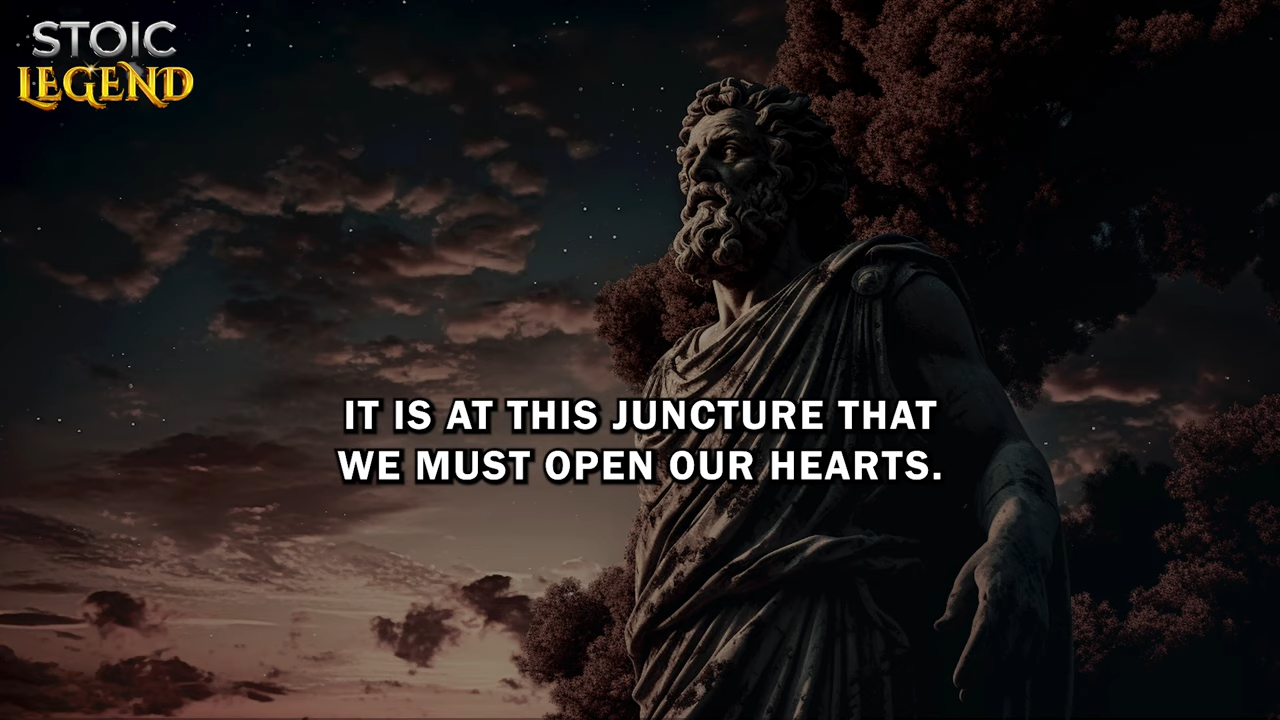 STOIC
LEGEND
IT IS AT THIS JUNCTURE THAT
WE MUST OPEN OUR HEARTS.